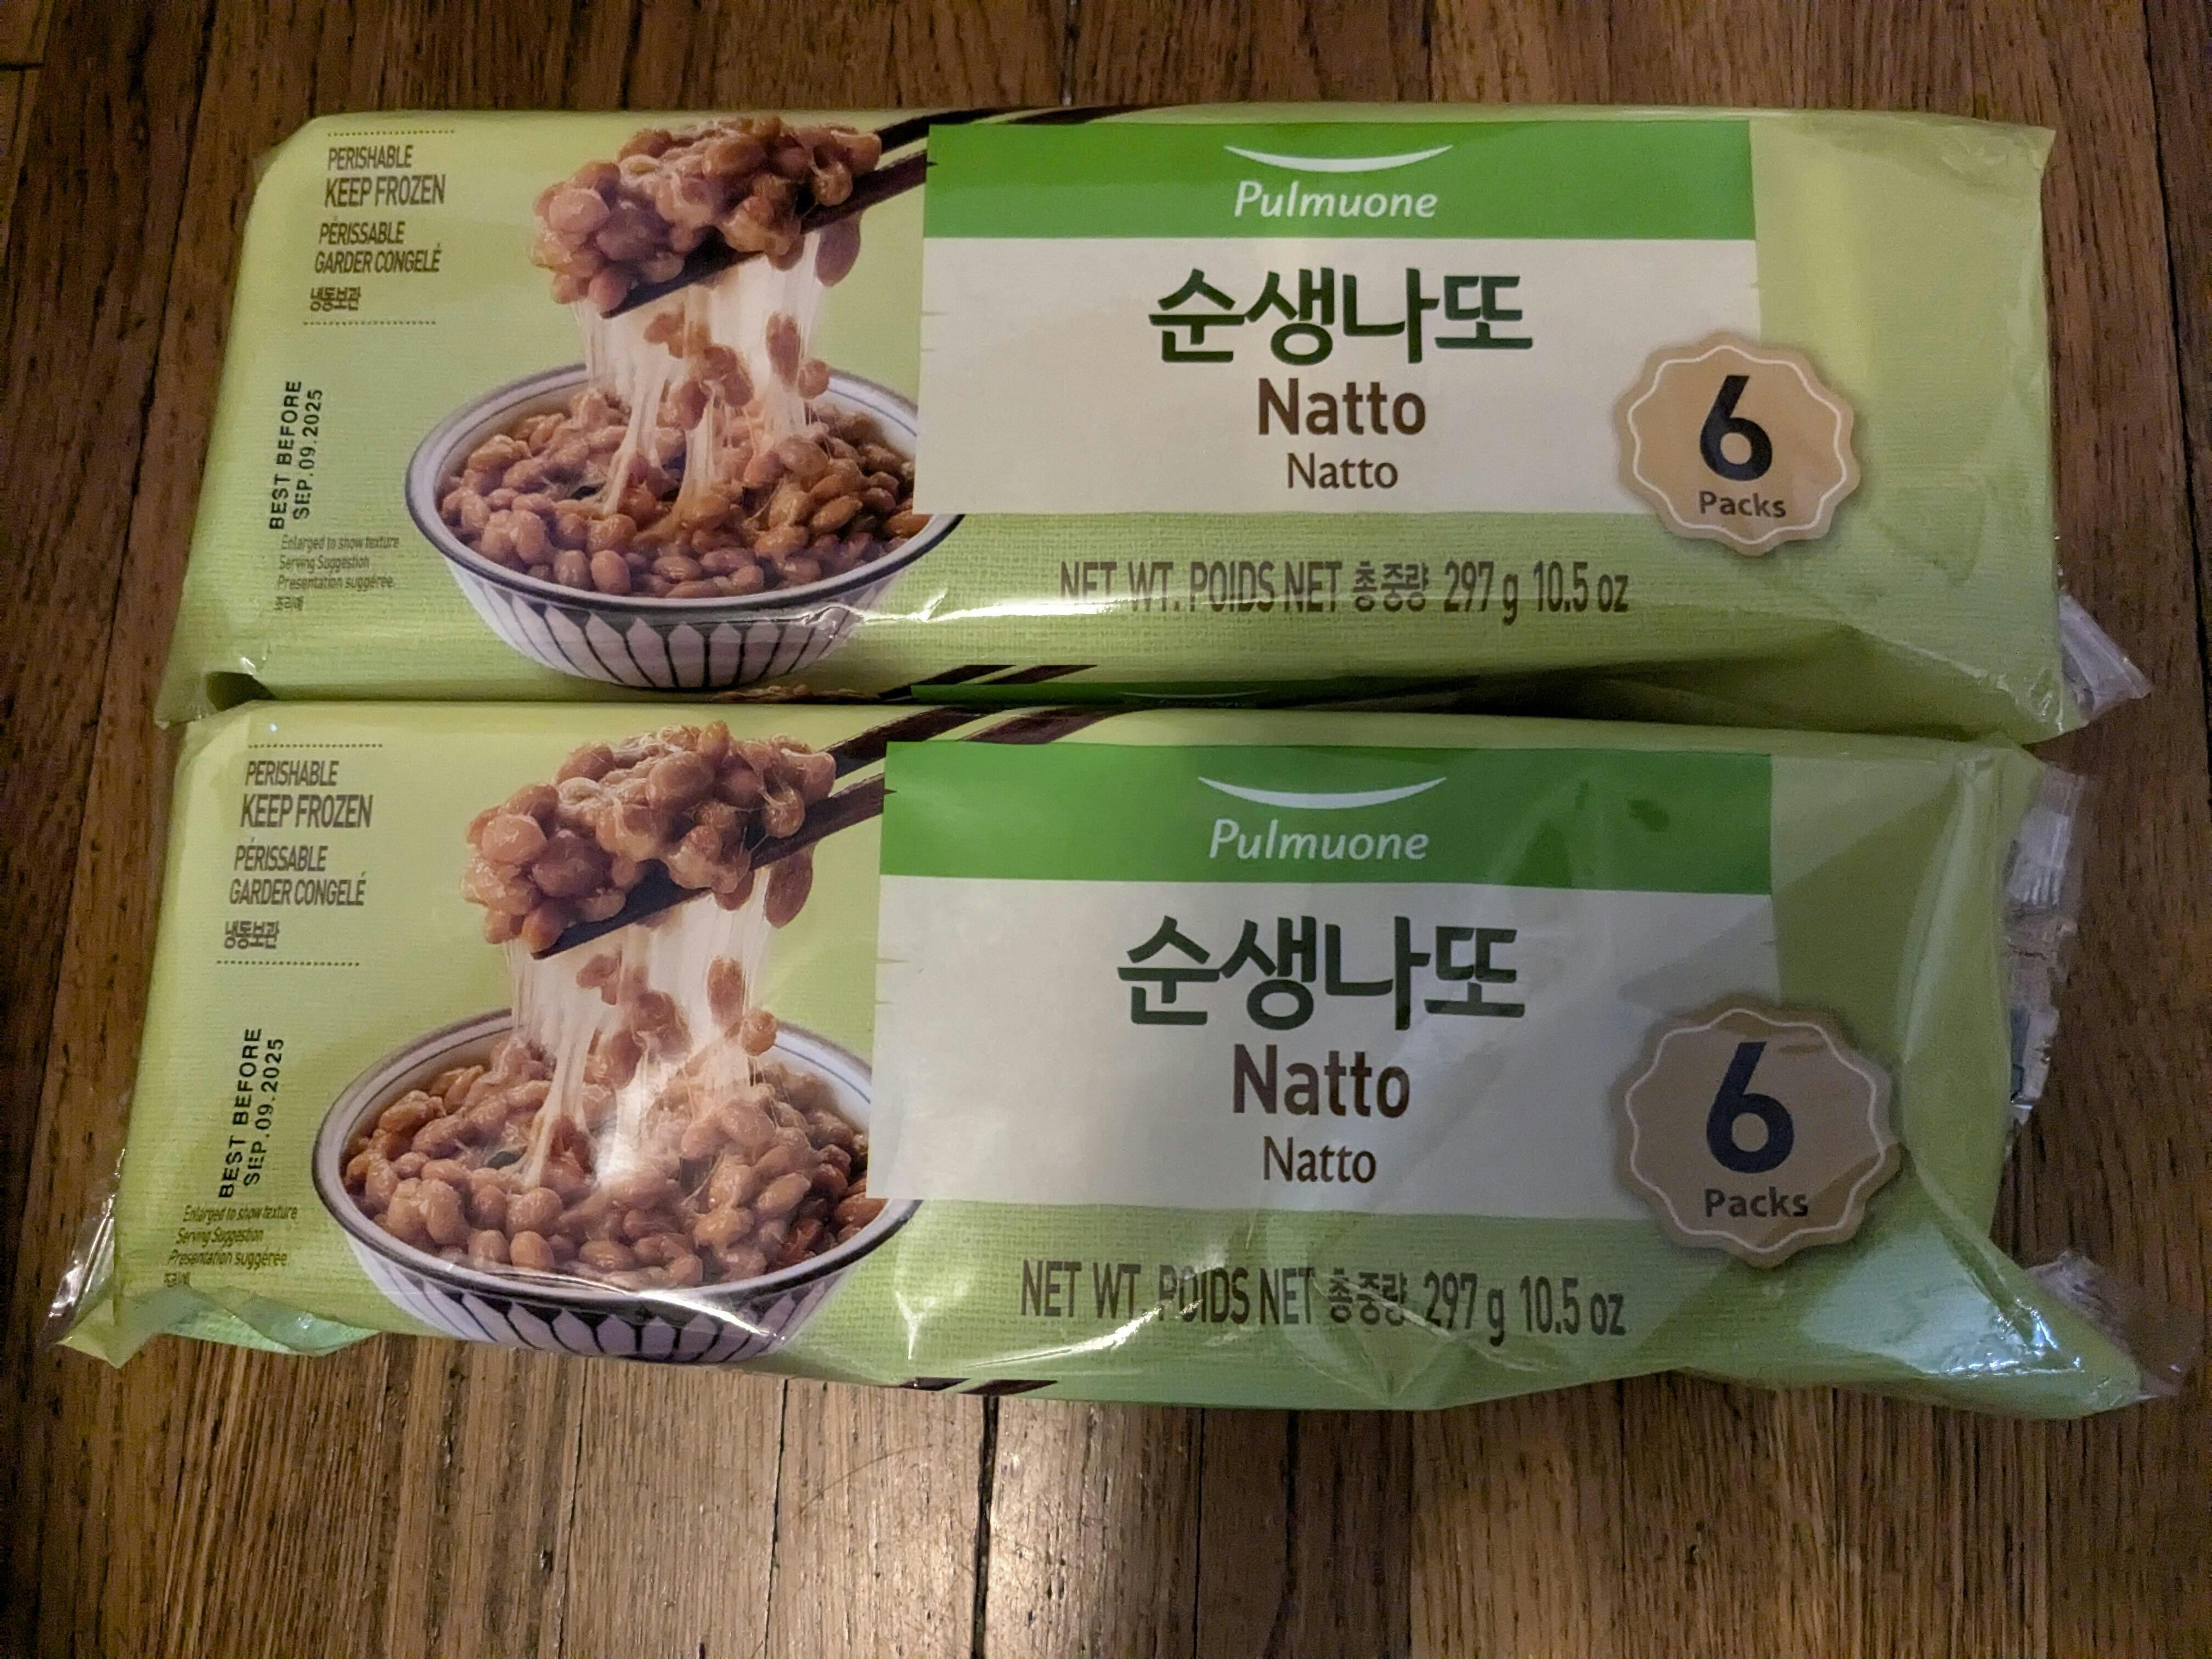 PERISHABLE
KEEP FROZEN
PÉRISSABLE
GARDER CONGELÉ
냉동보관
BEST BEFORE
SEP.09.2025
Enlarged to show texture
Serving Suggestion
Presentation suggérée
Pulmuone
순생나또
Natto
Natto
6
Packs
NET WT. POIDS NET 총중량 297 g 10.5 oz
PERISHABLE
KEEP FROZEN
PÉRISSABLE
GARDER CONGELÉ
냉동보관
BEST BEFORE
SEP.09.2025
Enlarged to show texture
Serving Suggestion
Presentation suggérée
Pulmuone
순생나또
Natto
Natto
6
Packs
NET WT. POIDS NET 총중량 297 g 10.5 oz